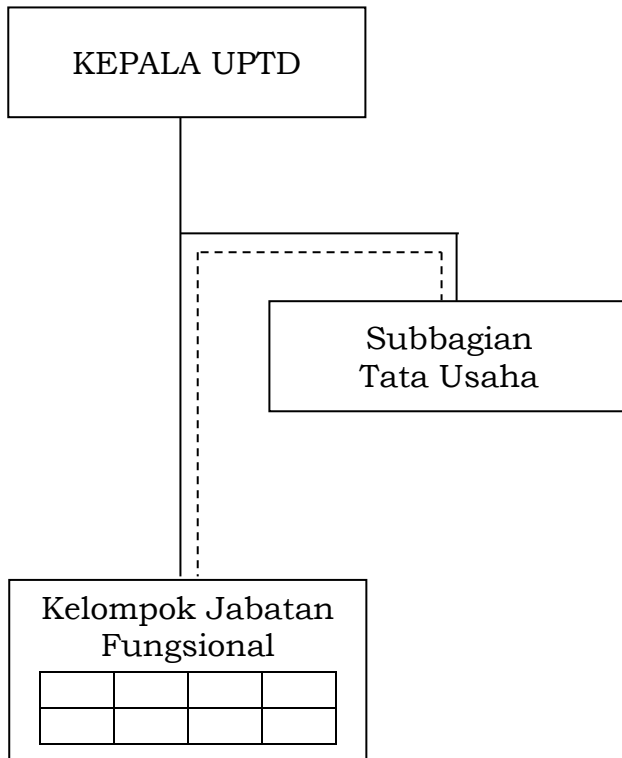 KEPALA UPTD
Subbagian
Tata Usaha
Kelompok Jabatan
Fungsional